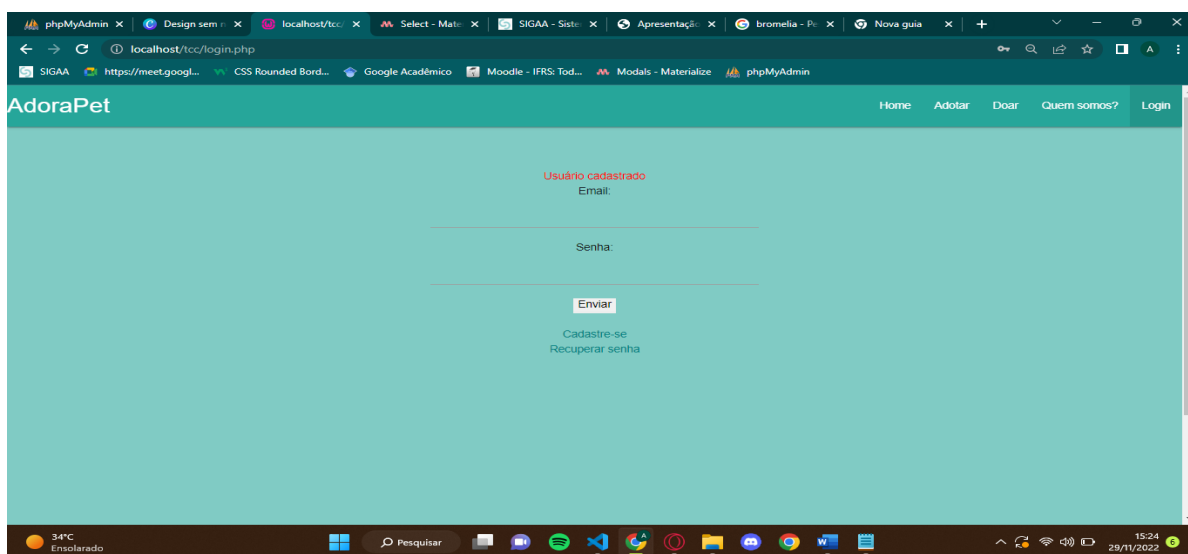 phpMyAdmin
Design sem n
localhost/tcc/
Select - Mate
SIGAA - Siste
Apresentação
bromelia - Pe
Nova guia
localhost/tcc/login.php
A
SIGAA
https://meet.googl...
CSS Rounded Bord...
Google Acadêmico
Moodle - IFRS: Tod...
Modals - Materialize
phpMyAdmin
AdoraPet
Home
Adotar
Doar
Quem somos?
Login
Usuário cadastrado
Email:
Senha:
Enviar
Cadastre-se
Recuperar senha
34°C
Ensolarado
Pesquisar
15:24
29/11/2022
6